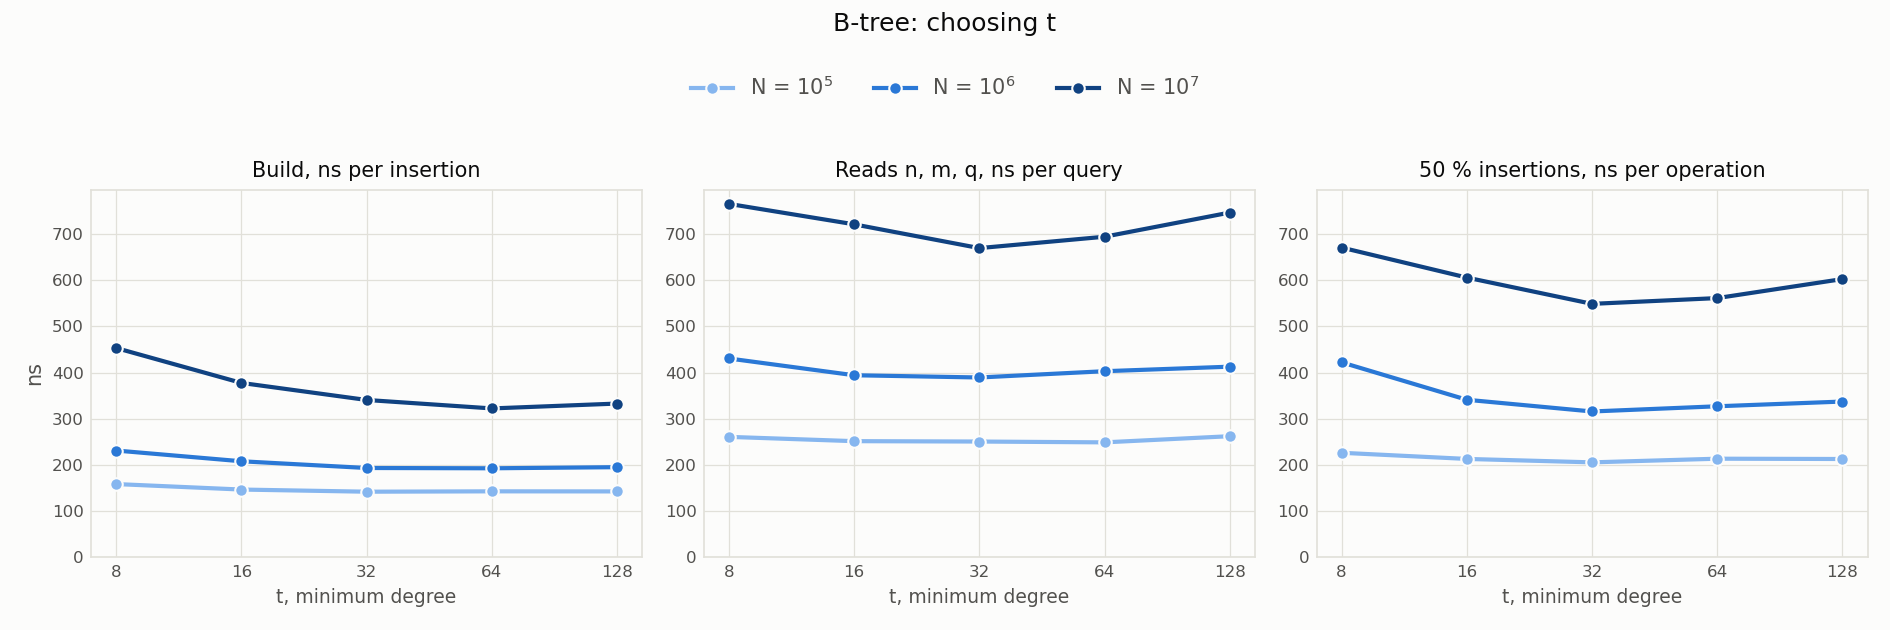 B-tree: choosing t
N = 10⁵ N = 10⁶ N = 10⁷
Build, ns per insertion
ns
700
600
500
400
300
200
100
0
8 16 32 64 128
t, minimum degree
Reads n, m, q, ns per query
700
600
500
400
300
200
100
0
8 16 32 64 128
t, minimum degree
50 % insertions, ns per operation
700
600
500
400
300
200
100
0
8 16 32 64 128
t, minimum degree